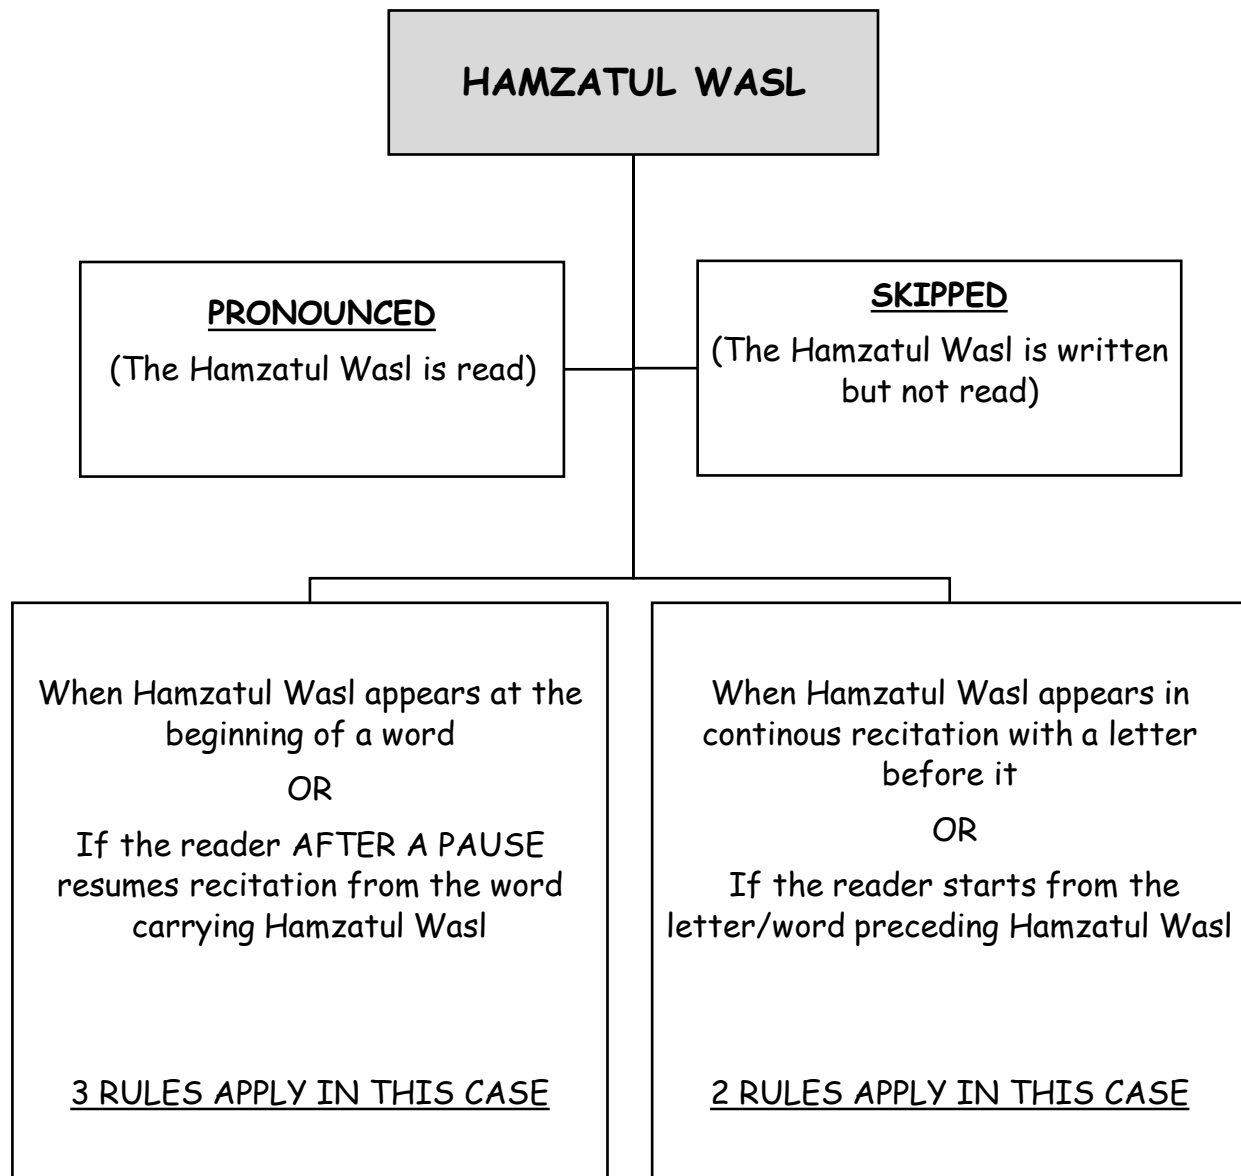 HAMZATUL WASL
PRONOUNCED
(The Hamzatul Wasl is read)
SKIPPED
(The Hamzatul Wasl is written
but not read)
When Hamzatul Wasl appears at the
beginning of a word
OR
If the reader AFTER A PAUSE
resumes recitation from the word
carrying Hamzatul Wasl
3 RULES APPLY IN THIS CASE
When Hamzatul Wasl appears in
continous recitation with a letter
before it
OR
If the reader starts from the
letter/word preceding Hamzatul Wasl
2 RULES APPLY IN THIS CASE